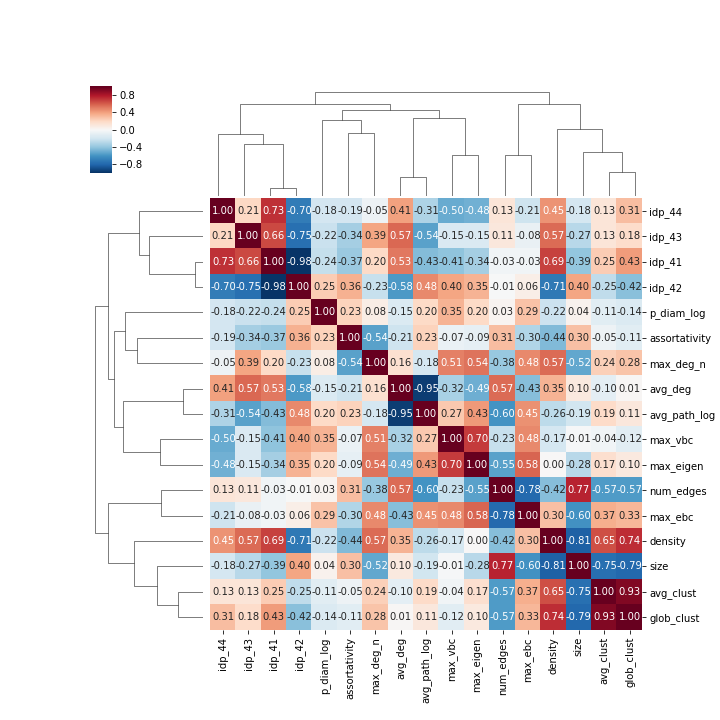 0.8
0.4
0.0
−0.4
−0.8
1.00 0.21 0.73 -0.70 -0.18 -0.19 -0.05 0.41 -0.31 -0.50 -0.48 0.13 -0.21 0.45 -0.18 0.13 0.31 idp_44
0.21 1.00 0.66 -0.75 -0.22 -0.34 0.39 0.57 -0.54 -0.15 -0.15 0.11 -0.08 0.57 -0.27 0.13 0.18 idp_43
0.73 0.66 1.00 -0.98 -0.24 -0.37 0.20 0.53 -0.43 -0.41 -0.34 -0.03 -0.03 0.69 -0.39 0.25 0.43 idp_41
-0.70 -0.75 -0.98 1.00 0.25 0.36 -0.23 -0.58 0.48 0.40 0.35 -0.01 0.06 -0.71 0.40 -0.25 -0.42 idp_42
-0.18 -0.22 -0.24 0.25 1.00 0.23 0.08 -0.15 0.20 0.35 0.20 0.03 0.29 -0.22 0.04 -0.11 -0.14 p_diam_log
-0.19 -0.34 -0.37 0.36 0.23 1.00 -0.54 -0.21 0.23 -0.07 -0.09 0.31 -0.30 -0.44 0.30 -0.05 -0.11 assortativity
-0.05 0.39 0.20 -0.23 0.08 -0.54 1.00 0.16 -0.18 0.51 0.54 -0.38 0.48 0.57 -0.52 0.24 0.28 max_deg_n
0.41 0.57 0.53 -0.58 -0.15 -0.21 0.16 1.00 -0.95 -0.32 -0.49 0.57 -0.43 0.35 0.10 -0.10 0.01 avg_deg
-0.31 -0.54 -0.43 0.48 0.20 0.23 -0.18 -0.95 1.00 0.27 0.43 -0.60 0.45 -0.26 -0.19 0.19 0.11 avg_path_log
-0.50 -0.15 -0.41 0.40 0.35 -0.07 0.51 -0.32 0.27 1.00 0.70 -0.23 0.48 -0.17 -0.01 -0.04 -0.12 max_vbc
-0.48 -0.15 -0.34 0.35 0.20 -0.09 0.54 -0.49 0.43 0.70 1.00 -0.55 0.58 0.00 -0.28 0.17 0.10 max_eigen
0.13 0.11 -0.03 -0.01 0.03 0.31 -0.38 0.57 -0.60 -0.23 -0.55 1.00 -0.78 -0.42 0.77 -0.57 -0.57 num_edges
-0.21 -0.08 -0.03 0.06 0.29 -0.30 0.48 -0.43 0.45 0.48 0.58 -0.78 1.00 0.30 -0.60 0.37 0.33 max_ebc
0.45 0.57 0.69 -0.71 -0.22 -0.44 0.57 0.35 -0.26 -0.17 0.00 -0.42 0.30 1.00 -0.81 0.65 0.74 density
-0.18 -0.27 -0.39 0.40 0.04 0.30 -0.52 0.10 -0.19 -0.01 -0.28 0.77 -0.60 -0.81 1.00 -0.75 -0.79 size
0.13 0.13 0.25 -0.25 -0.11 -0.05 0.24 -0.10 0.19 -0.04 0.17 -0.57 0.37 0.65 -0.75 1.00 0.93 avg_clust
0.31 0.18 0.43 -0.42 -0.14 -0.11 0.28 0.01 0.11 -0.12 0.10 -0.57 0.33 0.74 -0.79 0.93 1.00 glob_clust
idp_44
idp_43
idp_41
idp_42
p_diam_log
assortativity
max_deg_n
avg_deg
avg_path_log
max_vbc
max_eigen
num_edges
max_ebc
density
size
avg_clust
glob_clust